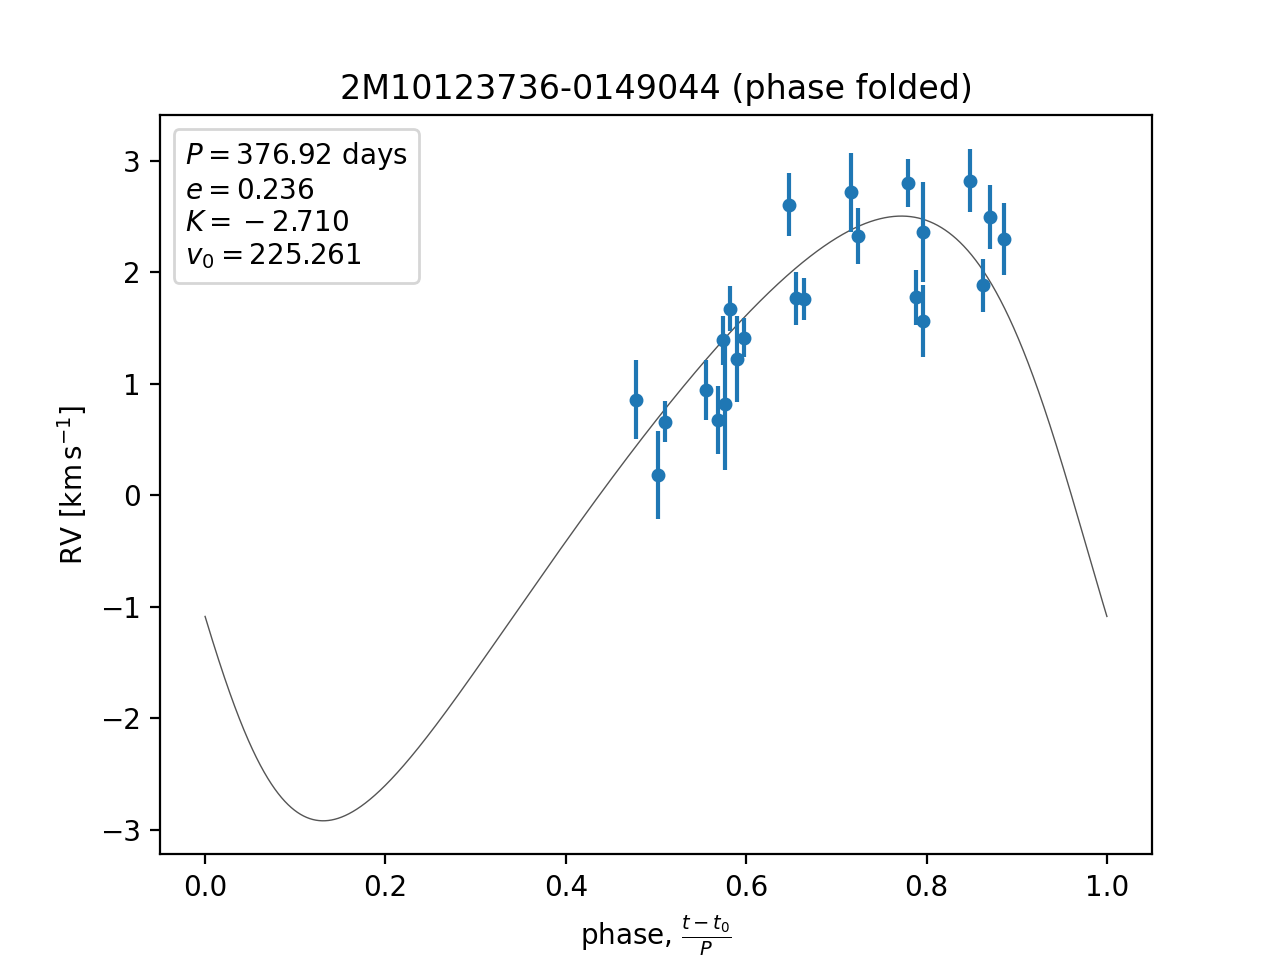 2M10123736-0149044 (phase folded)
P = 376.92 days
e = 0.236
K = − 2.710
v₀ = 225.261
3
2
1
0
−1
−2
−3
RV [km s⁻¹]
0.0 0.2 0.4 0.6 0.8 1.0
phase, (t − t₀)/P